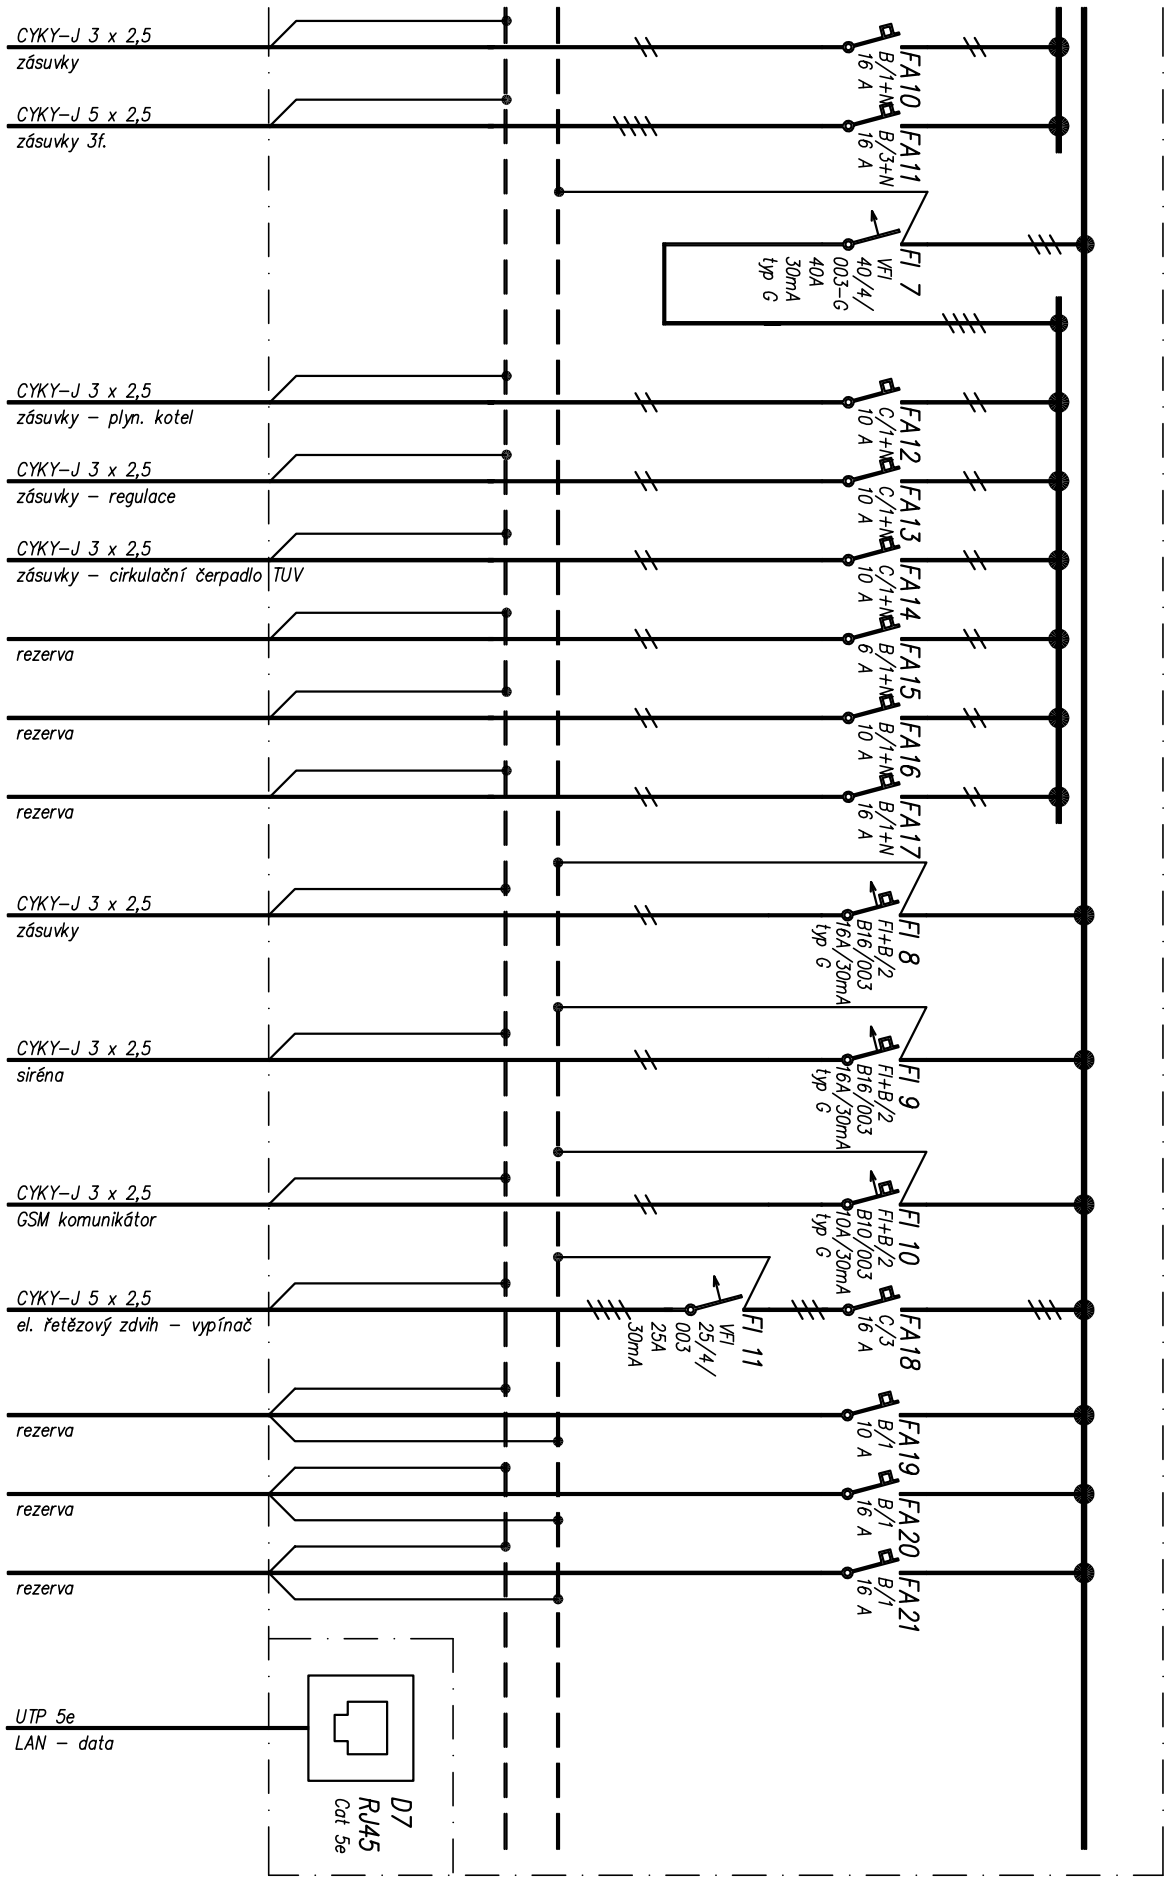 CYKY-J 3 x 2,5
zásuvky
FA10
B/1+N
16 A
CYKY-J 5 x 2,5
zásuvky 3f.
FA11
B/3+N
16 A
FI 7
VFI
40/4/
003-G
40A
30mA
typ G
CYKY-J 3 x 2,5
zásuvky - plyn. kotel
FA12
C/1+N
10 A
CYKY-J 3 x 2,5
zásuvky - regulace
FA13
C/1+N
10 A
CYKY-J 3 x 2,5
zásuvky - cirkulační čerpadlo TUV
FA14
C/1+N
10 A
rezerva
FA15
B/1+N
6 A
rezerva
FA16
B/1+N
10 A
rezerva
FA17
B/1+N
16 A
CYKY-J 3 x 2,5
zásuvky
FI 8
FI+B/2
B16/003
16A/30mA
typ G
CYKY-J 3 x 2,5
siréna
FI 9
FI+B/2
B16/003
16A/30mA
typ G
CYKY-J 3 x 2,5
GSM komunikátor
FI 10
FI+B/2
B10/003
10A/30mA
typ G
CYKY-J 5 x 2,5
el. řetězový zdvih - vypínač
FI 11
VFI
25/4/
003
25A
30mA
FA18
C/3
16 A
rezerva
FA19
B/1
10 A
rezerva
FA20
B/1
16 A
rezerva
FA21
B/1
16 A
UTP 5e
LAN - data
D7
RJ45
Cat 5e